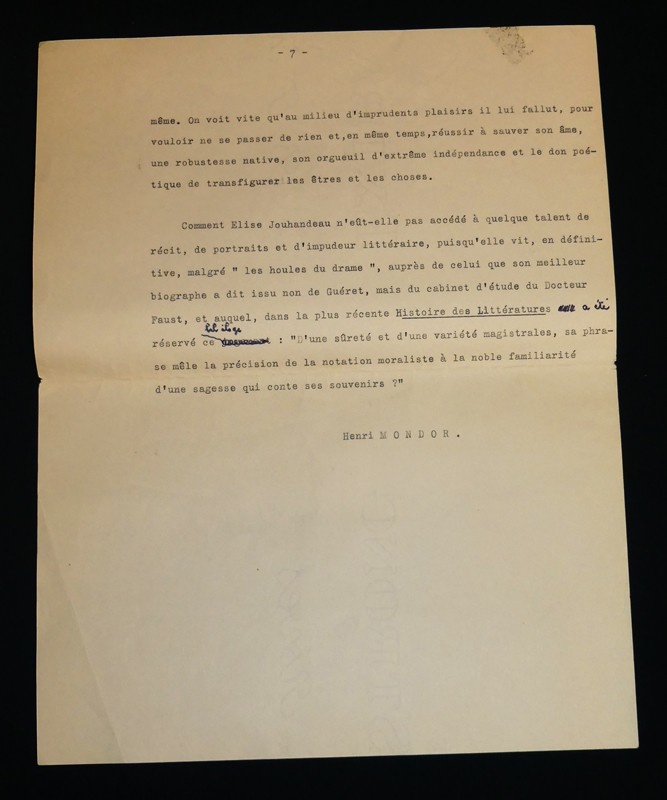 - 7 -
même. On voit vite qu'au milieu d'imprudents plaisirs il lui fallut, pour
vouloir ne se passer de rien et,en même temps,réussir à sauver son âme,
une robustesse native, son orgueil d'extrême indépendance et le don poé-
tique de transfigurer les êtres et les choses.
Comment Elise Jouhandeau n'eût-elle pas accédé à quelque talent de
récit, de portraits et d'impudeur littéraire, puisqu'elle vit, en défini-
tive, malgré " les houles du drame ", auprès de celui que son meilleur
biographe a dit issu non de Guéret, mais du cabinet d'étude du Docteur
Faust, et auquel, dans la plus récente Histoire des Littératures a été
réservé ce bel éloge : "D'une sûreté et d'une variété magistrales, sa phra-
se mêle la précision de la notation moraliste à la noble familiarité
d'une sagesse qui conte ses souvenirs ?"
Henri M O N D O R .